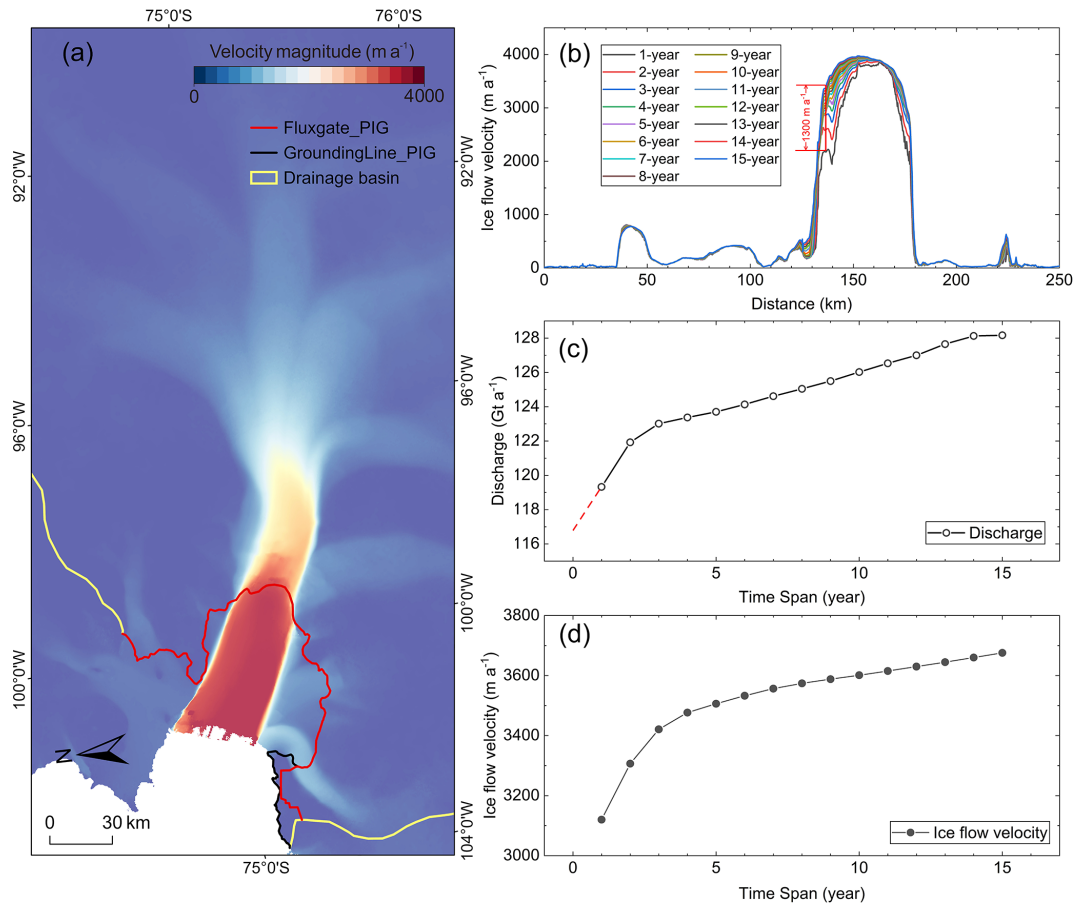 75°0'S
76°0'S
(a)
Velocity magnitude (m a-1)
0
4000
Fluxgate_PIG
GroundingLine_PIG
Drainage basin
92°0'W
92°0'W
96°0'W
96°0'W
100°0'W
100°0'W
104°0'W
N
0
30 km
75°0'S
(b)
1-year
9-year
2-year
10-year
3-year
11-year
4-year
12-year
5-year
13-year
6-year
14-year
7-year
15-year
8-year
1300 m a-1
4000
3000
2000
1000
0
Ice flow velocity (m a-1)
0
50
100
150
200
250
Distance (km)
(c)
128
126
124
122
120
118
116
Discharge (Gt a-1)
Discharge
0
5
10
15
Time Span (year)
(d)
3800
3600
3400
3200
3000
Ice flow velocity (m a-1)
Ice flow velocity
0
5
10
15
Time Span (year)